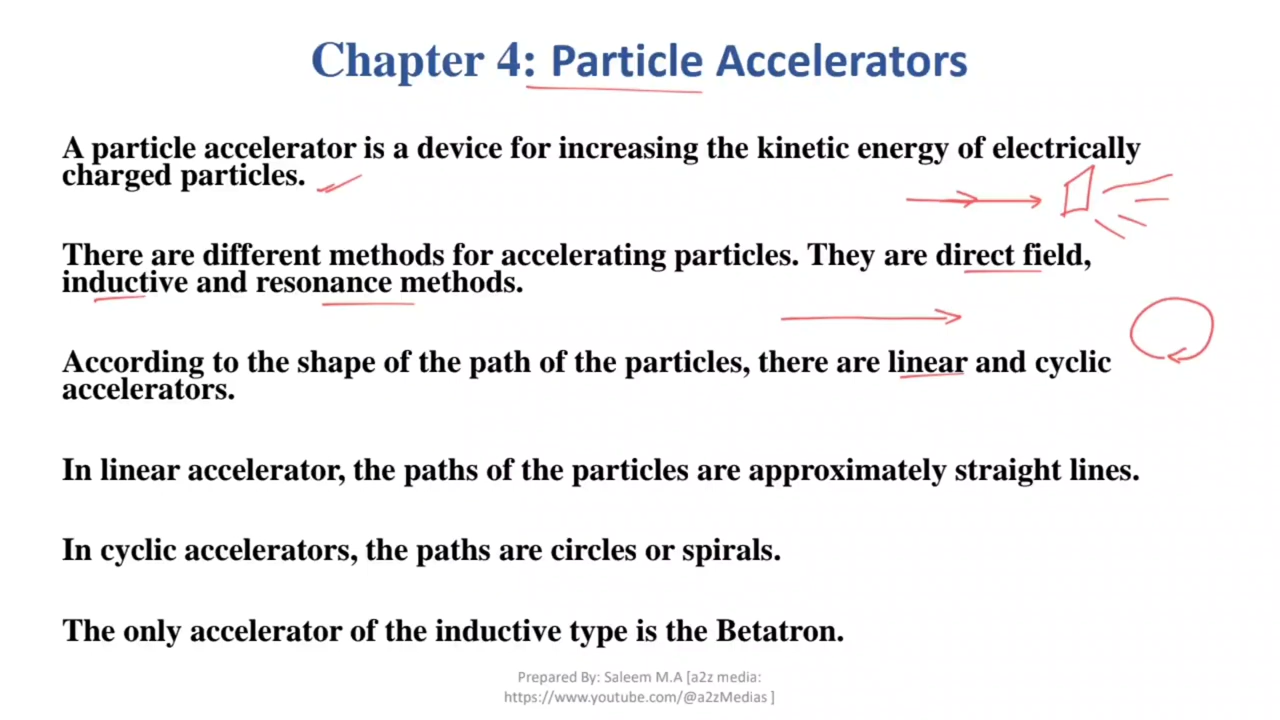 Chapter 4: Particle Accelerators
A particle accelerator is a device for increasing the kinetic energy of electrically
charged particles.
There are different methods for accelerating particles. They are direct field,
inductive and resonance methods.
According to the shape of the path of the particles, there are linear and cyclic
accelerators.
In linear accelerator, the paths of the particles are approximately straight lines.
In cyclic accelerators, the paths are circles or spirals.
The only accelerator of the inductive type is the Betatron.
Prepared By: Saleem M.A [a2z media:
https://www.youtube.com/@a2zMedias ]